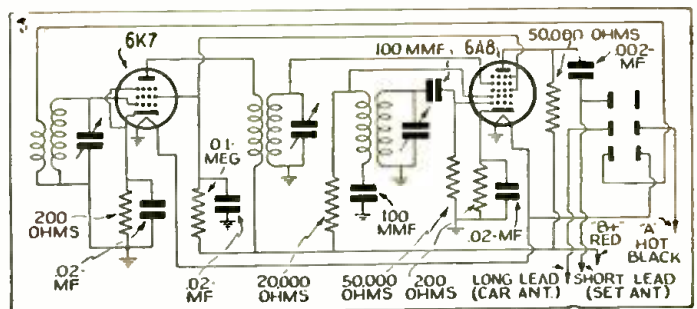 6K7
100 MMF
6A8
50,000 OHMS
.002-
MF
0.1-
MEG
200
OHMS
.02-
MF
.02-
MF
20,000
OHMS
100
MMF
50,000
OHMS
200
OHMS
.02-MF
LONG LEAD
(CAR ANT.)
SHORT LEAD
(SET ANT)
"B+"
RED
"A"
HOT
BLACK